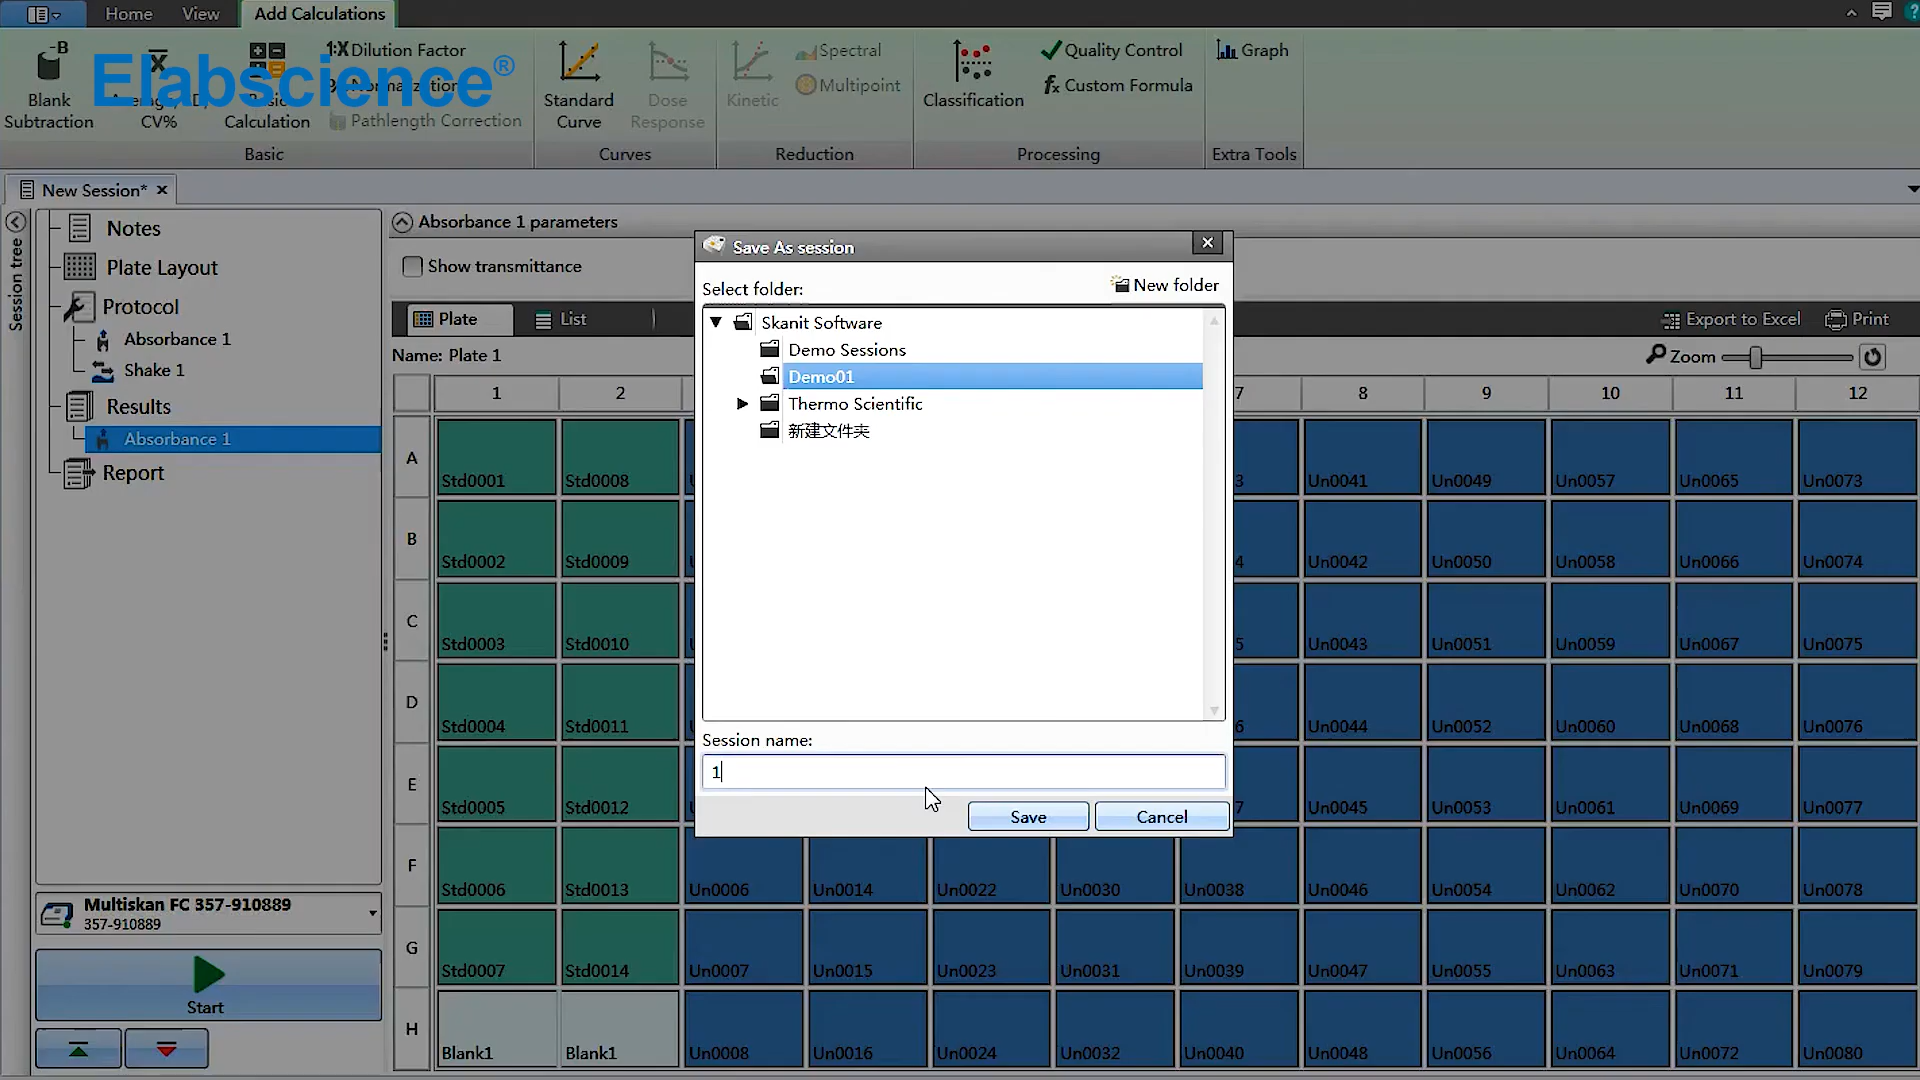 Home View Add Calculations
Elabscience®
Blank
Subtraction
CV%
Basic
Calculation
1:X Dilution Factor
Normalization
Pathlength Correction
Basic
Standard
Curve
Dose
Response
Curves
Kinetic
Spectral
Multipoint
Reduction
Classification
Quality Control
fx Custom Formula
Processing
Graph
Extra Tools
New Session*
Session tree
Notes
Plate Layout
Protocol
Absorbance 1
Shake 1
Results
Absorbance 1
Report
Multiskan FC 357-910889
357-910889
Start
Absorbance 1 parameters
Show transmittance
Plate List
Export to Excel Print
Name: Plate 1
Zoom
Save As session
Select folder: New folder
Skanit Software
Demo Sessions
Demo01
Thermo Scientific
新建文件夹
Session name:
1
Save Cancel
1 2 7 8 9 10 11 12
A Std0001 Std0008 3 Un0041 Un0049 Un0057 Un0065 Un0073
B Std0002 Std0009 4 Un0042 Un0050 Un0058 Un0066 Un0074
C Std0003 Std0010 5 Un0043 Un0051 Un0059 Un0067 Un0075
D Std0004 Std0011 6 Un0044 Un0052 Un0060 Un0068 Un0076
E Std0005 Std0012 7 Un0045 Un0053 Un0061 Un0069 Un0077
F Std0006 Std0013 Un0006 Un0014 Un0022 Un0030 Un0038 Un0046 Un0054 Un0062 Un0070 Un0078
G Std0007 Std0014 Un0007 Un0015 Un0023 Un0031 Un0039 Un0047 Un0055 Un0063 Un0071 Un0079
H Blank1 Blank1 Un0008 Un0016 Un0024 Un0032 Un0040 Un0048 Un0056 Un0064 Un0072 Un0080